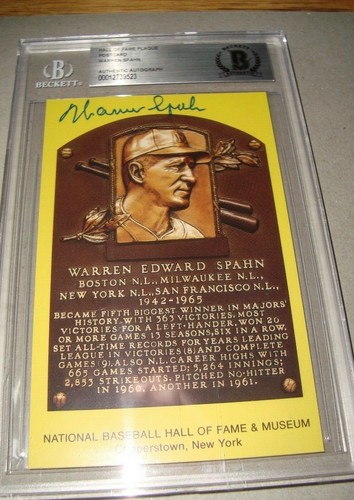 HALL OF FAME PLAQUE
POSTCARD
WARREN SPAHN
AUTHENTIC AUTOGRAPH
00012739523
BECKETT
BECKETT
Warren Spahn
WARREN EDWARD SPAHN
BOSTON N.L., MILWAUKEE N.L.,
NEW YORK N.L., SAN FRANCISCO N.L.,
1942-1965
BECAME FIFTH BIGGEST WINNER IN MAJORS'
HISTORY WITH 363 VICTORIES, MOST
VICTORIES FOR A LEFT-HANDER. WON 20
OR MORE GAMES 13 SEASONS, SIX IN A ROW.
SET ALL-TIME RECORDS FOR YEARS LEADING
LEAGUE IN VICTORIES (8) AND COMPLETE
GAMES (9). ALSO N.L. CAREER HIGHS WITH
665 GAMES STARTED; 5,264 INNINGS;
2,853 STRIKEOUTS. PITCHED NO-HITTER
IN 1960, ANOTHER IN 1961.
NATIONAL BASEBALL HALL OF FAME & MUSEUM
Cooperstown, New York